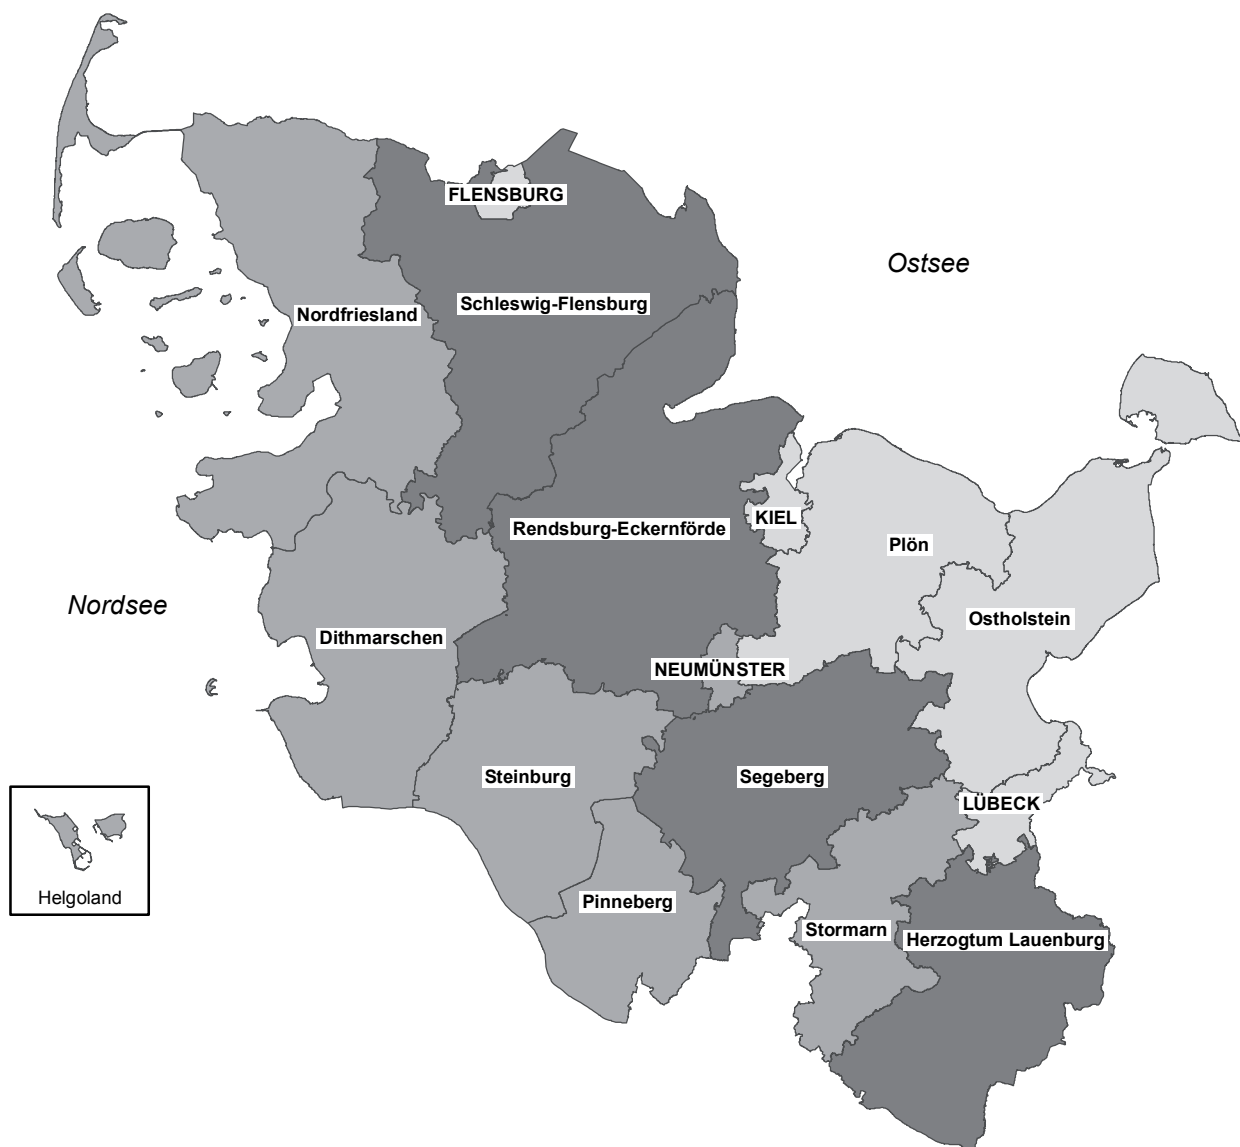 FLENSBURG
Ostsee
Schleswig-Flensburg
Nordfriesland
KIEL
Rendsburg-Eckernförde
Plön
Nordsee
Ostholstein
Dithmarschen
NEUMÜNSTER
Steinburg
Segeberg
LÜBECK
Helgoland
Pinneberg
Stormarn
Herzogtum Lauenburg